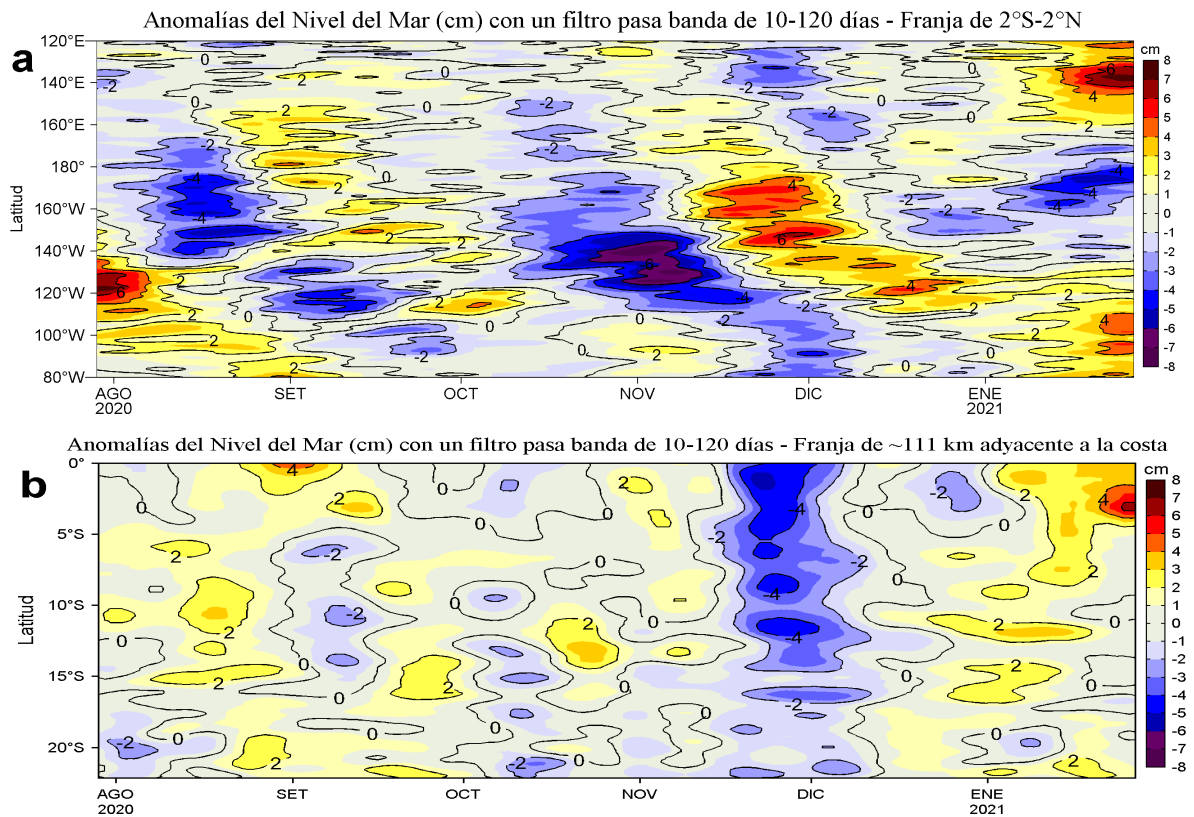 Anomalías del Nivel del Mar (cm) con un filtro pasa banda de 10-120 días - Franja de 2°S-2°N
a
cm
120°E
140°E
160°E
180°
160°W
140°W
120°W
100°W
80°W
Latitud
AGO SET OCT NOV DIC ENE
2020 2021
8
7
6
5
4
3
2
1
0
-1
-2
-3
-4
-5
-6
-7
-8
Anomalías del Nivel del Mar (cm) con un filtro pasa banda de 10-120 días - Franja de ~111 km adyacente a la costa
b
cm
0°
5°S
10°S
15°S
20°S
Latitud
AGO SET OCT NOV DIC ENE
2020 2021
8
7
6
5
4
3
2
1
0
-1
-2
-3
-4
-5
-6
-7
-8